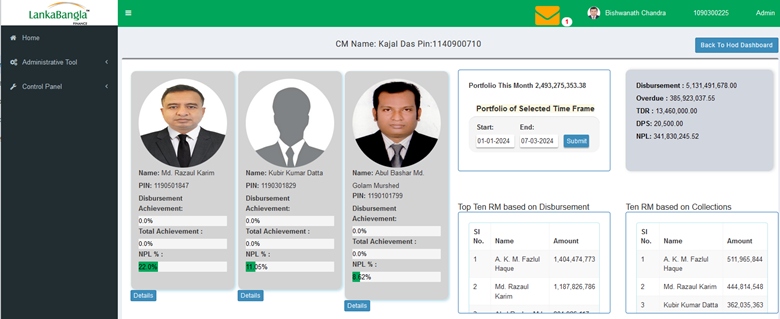 LankaBangla
FINANCE
1
Bishwanath Chandra
1090300225
Admin
Home
Administrative Tool
Control Panel
CM Name: Kajal Das Pin:1140900710
Back To Hod Dashboard
Name: Md. Razaul Karim
PIN: 1190501847
Disbursement
Achievement:
0.0%
Total Achievement :
0.0%
NPL % :
22.0%
Details
Name: Kubir Kumar Datta
PIN: 1190301829
Disbursement
Achievement:
0.0%
Total Achievement :
0.0%
NPL % :
11.05%
Details
Name: Abul Bashar Md.
Golam Murshed
PIN: 1190101799
Disbursement
Achievement:
0.0%
Total Achievement :
0.0%
NPL % :
8.62%
Details
Portfolio This Month 2,493,275,353.38
Portfolio of Selected Time Frame
Start: End:
01-01-2024 07-03-2024 Submit
Disbursement : 5,131,491,678.00
Overdue : 385,923,037.55
TDR : 13,460,000.00
DPS: 20,500.00
NPL: 341,830,245.52
Top Ten RM based on Disbursement
Sl
No. Name Amount
1 A. K. M. Fazlul
Haque 1,404,474,773
2 Md. Razaul
Karim 1,187,826,786
Ten RM based on Collections
Sl
No. Name Amount
1 A. K. M. Fazlul
Haque 511,965,844
2 Md. Razaul Karim 444,814,548
3 Kubir Kumar Datta 362,035,363